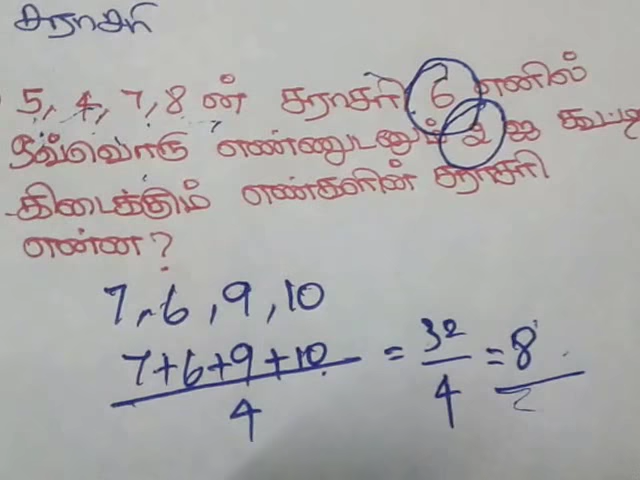 சராசரி
5, 4, 7, 8 ன் சராசரி 6 எனில்
ஒவ்வொரு எண்ணுடனும் 2 ஐ கூட்ட
கிடைக்கும் எண்களின் சராசரி
என்ன?
7, 6, 9, 10
7+6+9+10 = 32 = 8
4 4